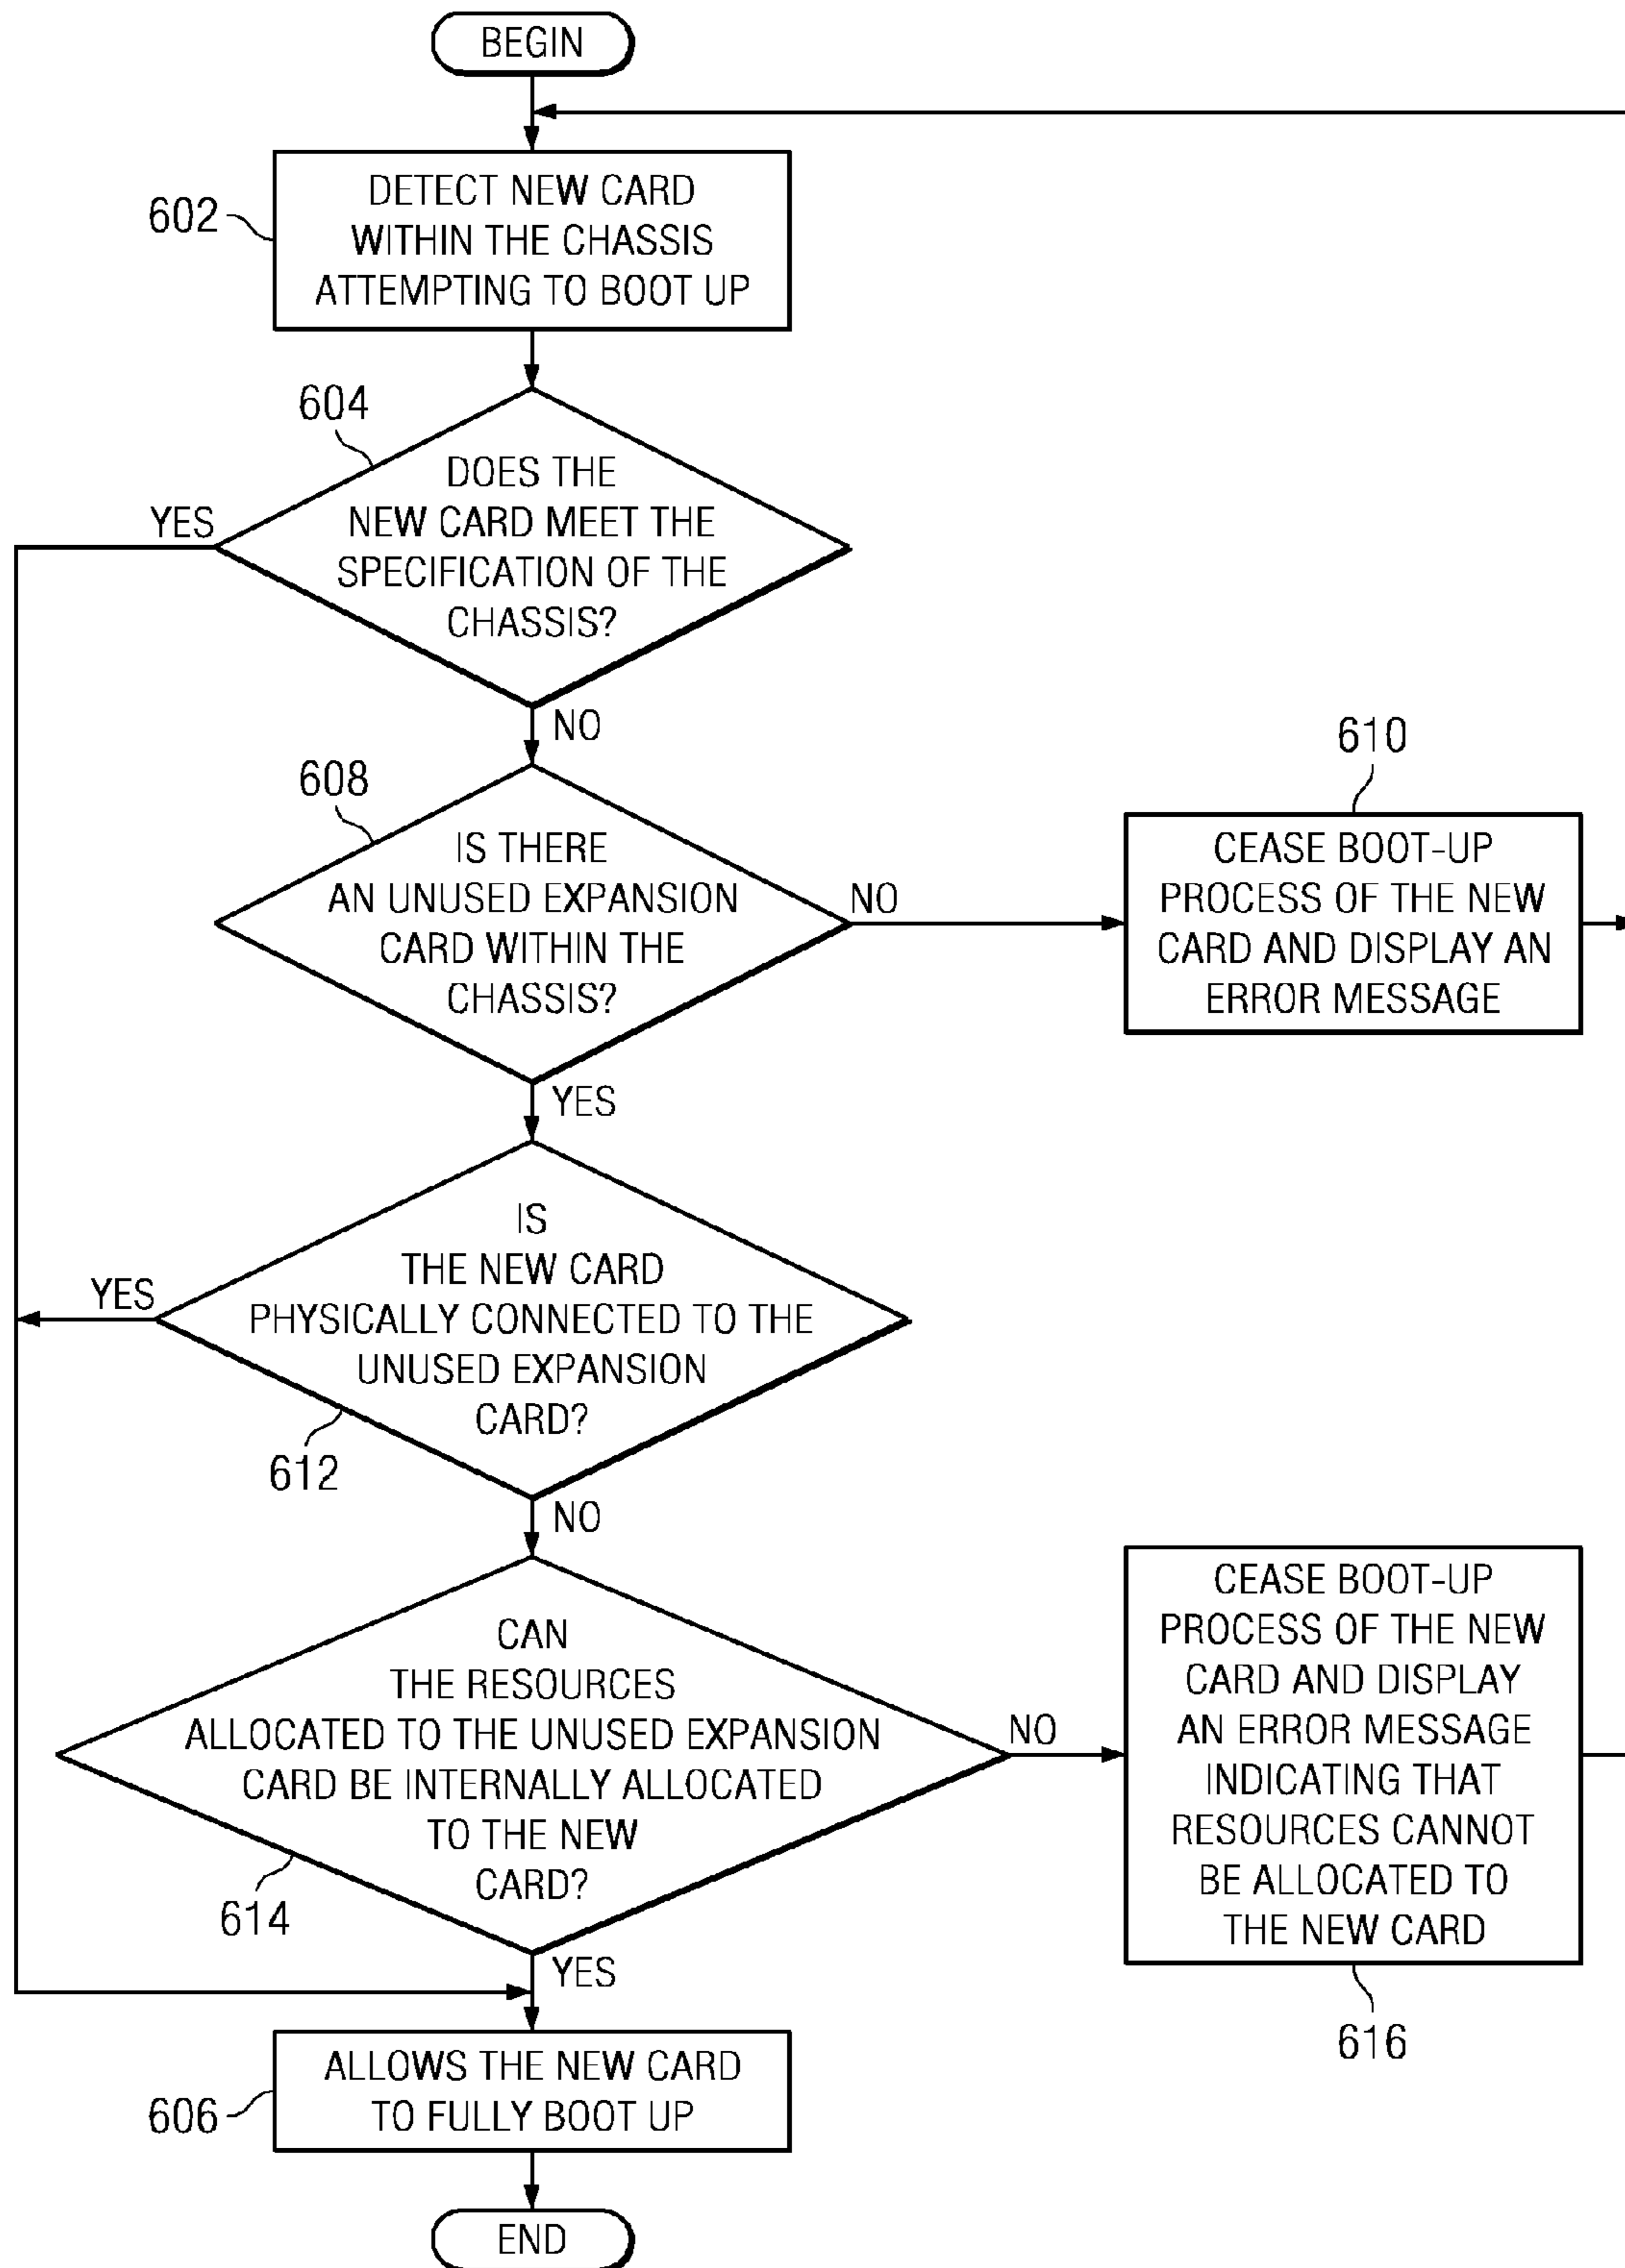 BEGIN
602
DETECT NEW CARD
WITHIN THE CHASSIS
ATTEMPTING TO BOOT UP
604
DOES THE
NEW CARD MEET THE
SPECIFICATION OF THE
CHASSIS?
YES
NO
608
IS THERE
AN UNUSED EXPANSION
CARD WITHIN THE
CHASSIS?
NO
YES
610
CEASE BOOT-UP
PROCESS OF THE NEW
CARD AND DISPLAY AN
ERROR MESSAGE
IS
THE NEW CARD
PHYSICALLY CONNECTED TO THE
UNUSED EXPANSION
CARD?
YES
612
NO
CAN
THE RESOURCES
ALLOCATED TO THE UNUSED EXPANSION
CARD BE INTERNALLY ALLOCATED
TO THE NEW
CARD?
614
NO
YES
CEASE BOOT-UP
PROCESS OF THE NEW
CARD AND DISPLAY
AN ERROR MESSAGE
INDICATING THAT
RESOURCES CANNOT
BE ALLOCATED TO
THE NEW CARD
616
606
ALLOWS THE NEW CARD
TO FULLY BOOT UP
END